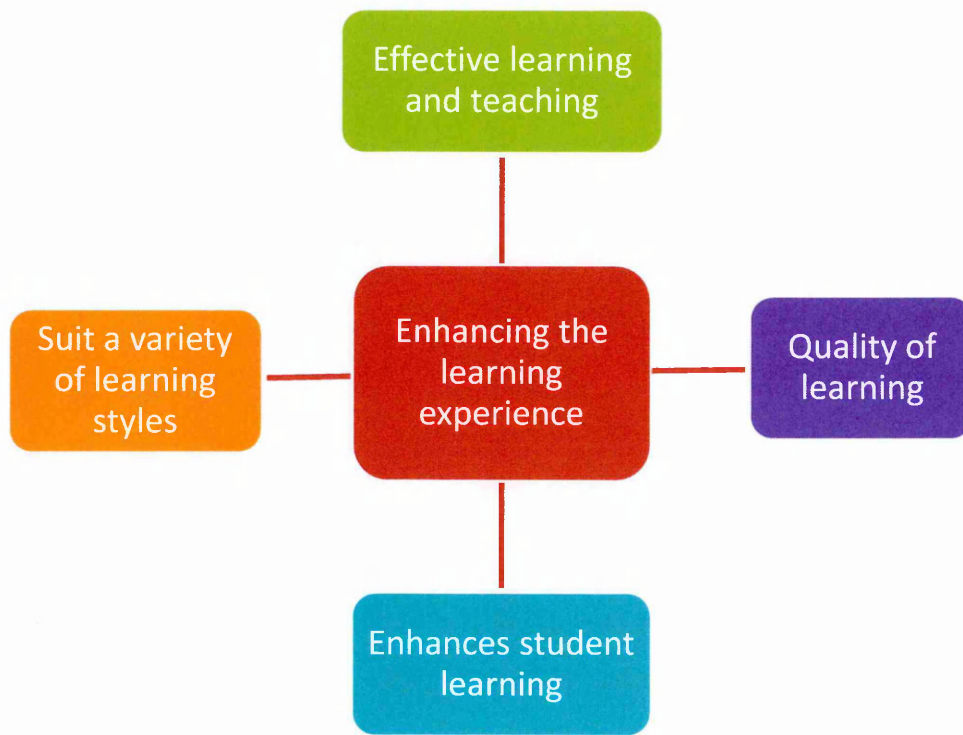 Effective learning
and teaching
Suit a variety
of learning
styles
Enhancing the
learning
experience
Quality of
learning
Enhances student
learning